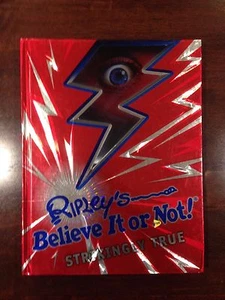 RIPLEY's
Believe It or Not!®
STRIKINGLY TRUE